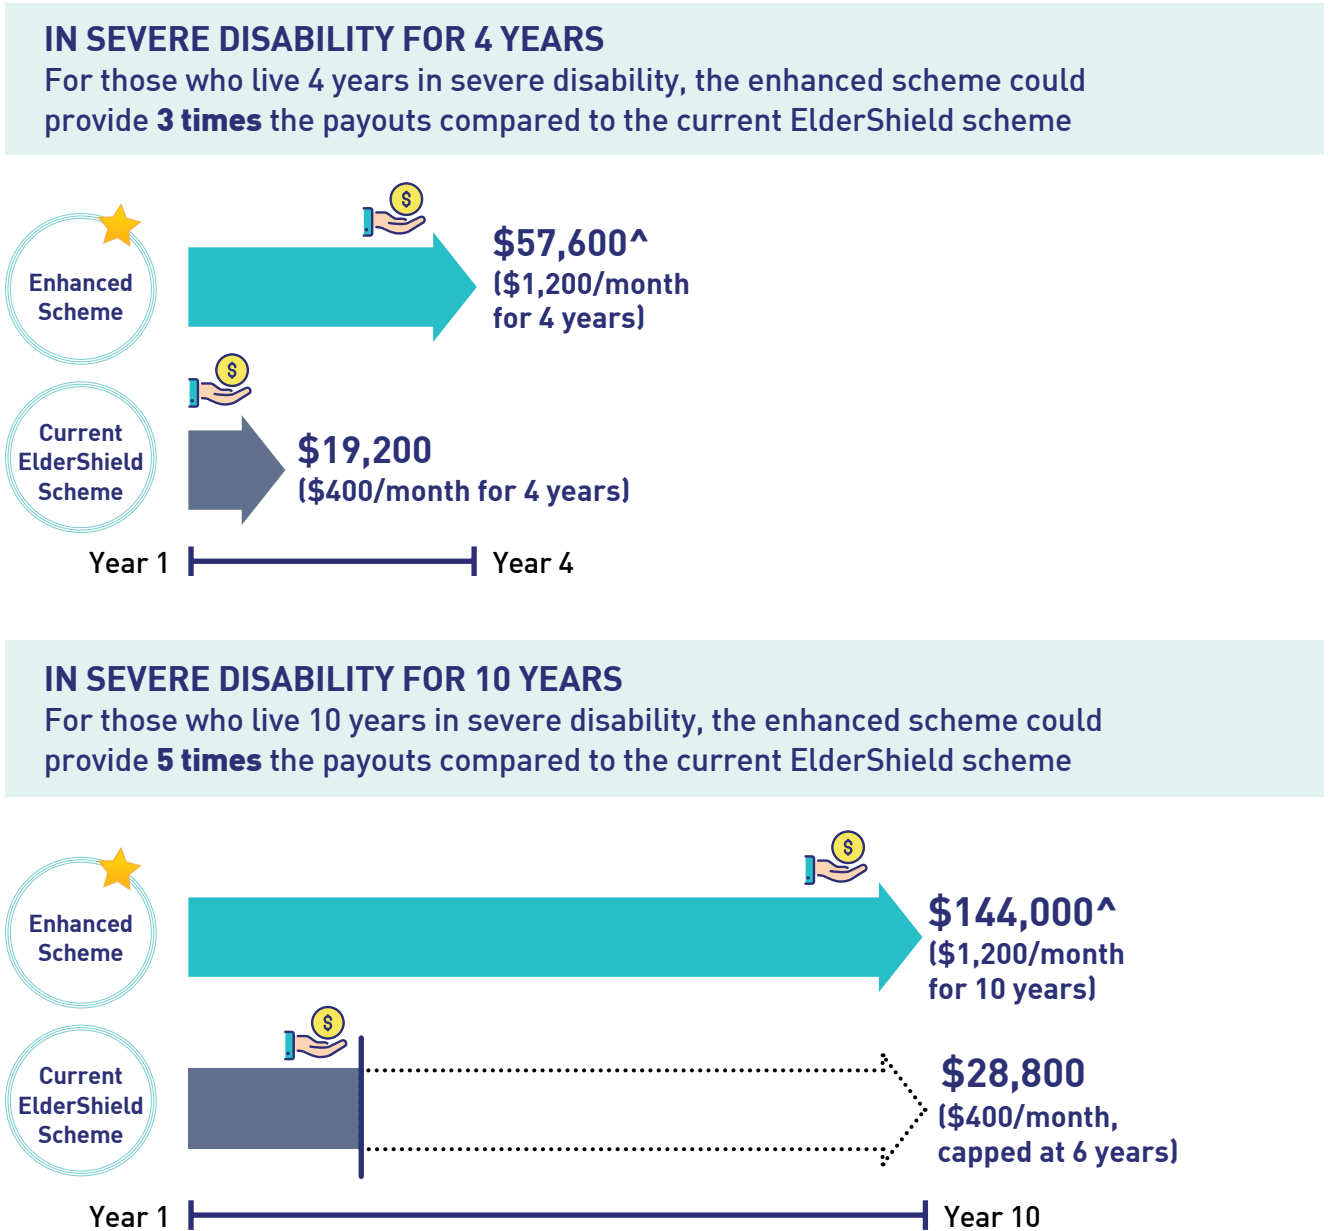 IN SEVERE DISABILITY FOR 4 YEARS
For those who live 4 years in severe disability, the enhanced scheme could
provide 3 times the payouts compared to the current ElderShield scheme
$
Enhanced
Scheme
$57,600^
($1,200/month
for 4 years)
$
Current
ElderShield
Scheme
$19,200
($400/month for 4 years)
Year 1
Year 4
IN SEVERE DISABILITY FOR 10 YEARS
For those who live 10 years in severe disability, the enhanced scheme could
provide 5 times the payouts compared to the current ElderShield scheme
$
Enhanced
Scheme
$144,000^
($1,200/month
for 10 years)
$
Current
ElderShield
Scheme
$28,800
($400/month,
capped at 6 years)
Year 1
Year 10